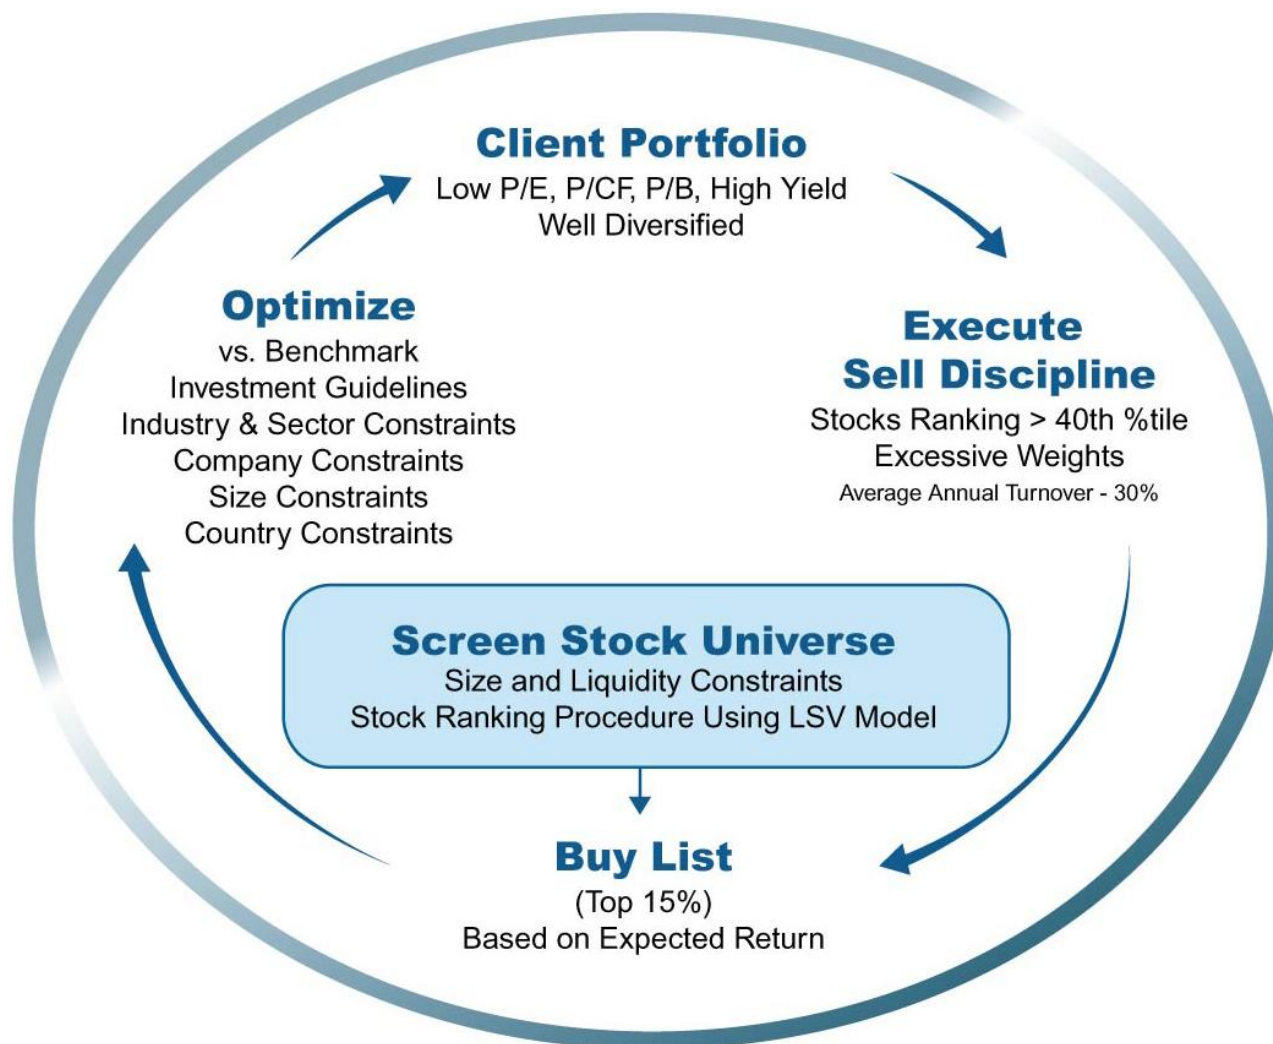 Client Portfolio
Low P/E, P/CF, P/B, High Yield
Well Diversified
Optimize
vs. Benchmark
Investment Guidelines
Industry & Sector Constraints
Company Constraints
Size Constraints
Country Constraints
Execute
Sell Discipline
Stocks Ranking > 40th %tile
Excessive Weights
Average Annual Turnover - 30%
Screen Stock Universe
Size and Liquidity Constraints
Stock Ranking Procedure Using LSV Model
Buy List
(Top 15%)
Based on Expected Return